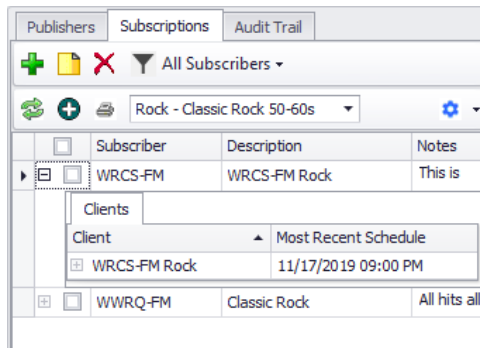 Publishers Subscriptions Audit Trail
All Subscribers
Rock - Classic Rock 50-60s
Subscriber Description Notes
WRCS-FM WRCS-FM Rock This is
Clients
Client Most Recent Schedule
WRCS-FM Rock 11/17/2019 09:00 PM
WWRQ-FM Classic Rock All hits all